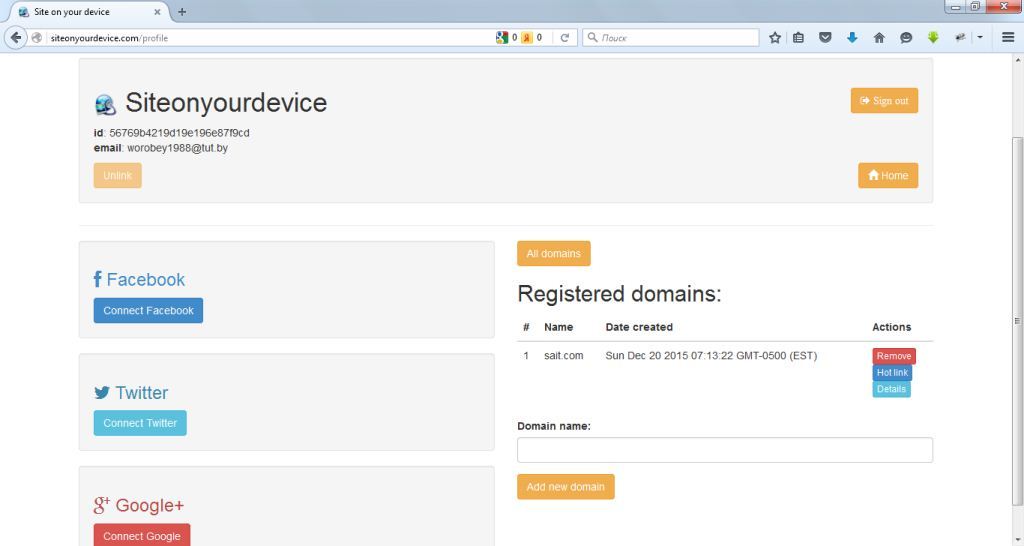 Site on your device
siteonyourdevice.com/profile
0
0
Поиск
Siteonyourdevice
Sign out
id: 56769b4219d19e196e87f9cd
email: worobey1988@tut.by
Unlink
Home
Facebook
Connect Facebook
Twitter
Connect Twitter
Google+
Connect Google
All domains
Registered domains:
# Name Date created Actions
1 sait.com Sun Dec 20 2015 07:13:22 GMT-0500 (EST) Remove
Hot link
Details
Domain name:
Add new domain